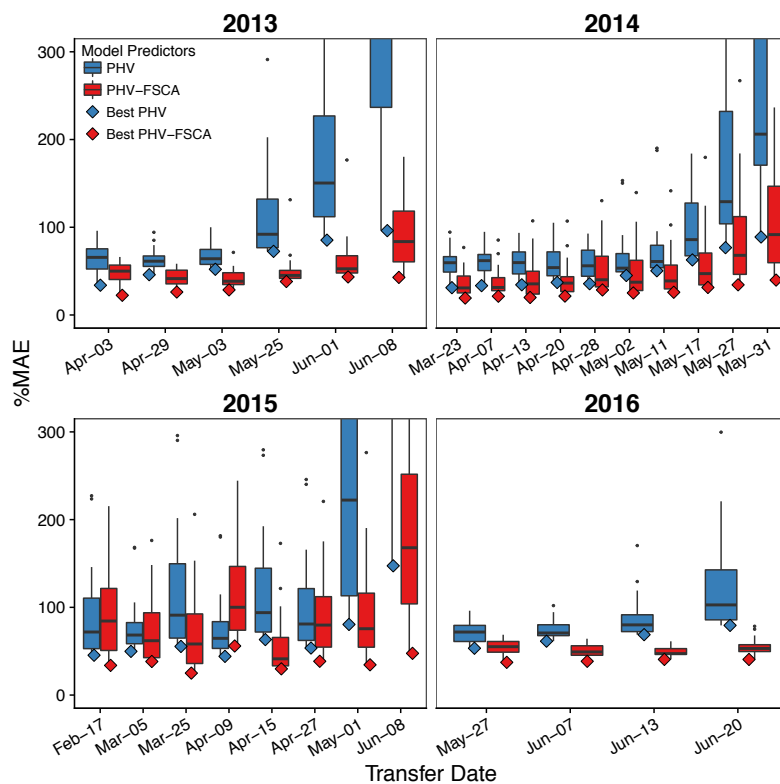 2013
2014
Model Predictors
PHV
PHV−FSCA
Best PHV
Best PHV−FSCA
300
200
100
0
Apr−03
Apr−29
May−03
May−25
Jun−01
Jun−08
Mar−23
Apr−07
Apr−13
Apr−20
Apr−28
May−02
May−11
May−17
May−27
May−31
%MAE
2015
2016
300
200
100
0
Feb−17
Mar−05
Mar−25
Apr−09
Apr−15
Apr−27
May−01
Jun−08
May−27
Jun−07
Jun−13
Jun−20
Transfer Date